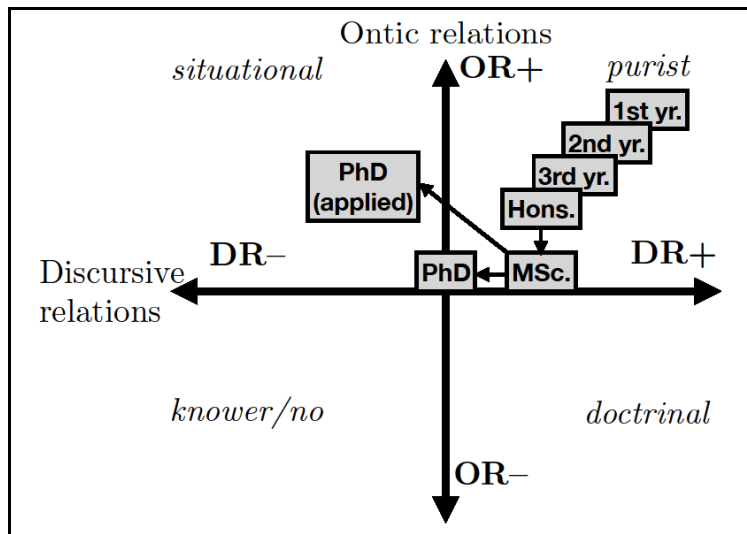 Ontic relations
situational
OR+
purist
1st yr.
2nd yr.
PhD
(applied)
3rd yr.
Hons.
DR–
DR+
Discursive
relations
PhD
MSc.
knower/no
doctrinal
OR–